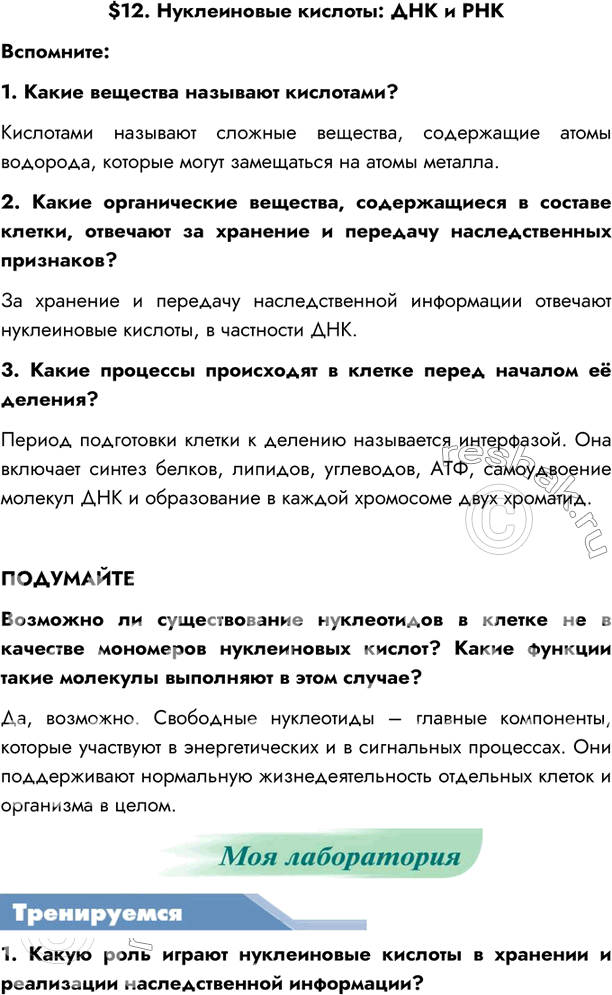 $12. Нуклеиновые кислоты: ДНК и РНК
Вспомните:
1. Какие вещества называют кислотами?
Кислотами называют сложные вещества, содержащие атомы
водорода, которые могут замещаться на атомы металла.
2. Какие органические вещества, содержащиеся в составе
клетки, отвечают за хранение и передачу наследственных
признаков?
За хранение и передачу наследственной информации отвечают
нуклеиновые кислоты, в частности ДНК.
3. Какие процессы происходят в клетке перед началом её
деления?
Период подготовки клетки к делению называется интерфазой. Она
включает синтез белков, липидов, углеводов, АТФ, самоудвоение
молекул ДНК и образование в каждой хромосоме двух хроматид.
reshak.ru
©
ПОДУМАЙТЕ
Возможно ли существование нуклеотидов в клетке не в
качестве мономеров нуклеиновых кислот? Какие функции
такие молекулы выполняют в этом случае?
Да, возможно. Свободные нуклеотиды – главные компоненты,
которые участвуют в энергетических и в сигнальных процессах. Они
поддерживают нормальную жизнедеятельность отдельных клеток и
организма в целом.
Моя лаборатория
Тренируемся
1. Какую роль играют нуклеиновые кислоты в хранении и
реализации наследственной информации?